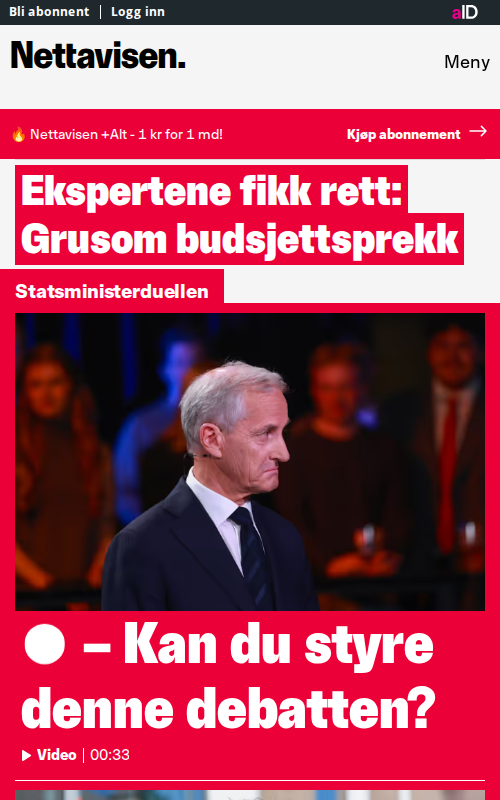 Bli abonnent
Logg inn
aID
Nettavisen.
Meny
🔥 Nettavisen +Alt - 1 kr for 1 md!
Kjøp abonnement →
Ekspertene fikk rett:
Grusom budsjettsprekk
Statsministerduellen
– Kan du styre
denne debatten?
Video
00:33